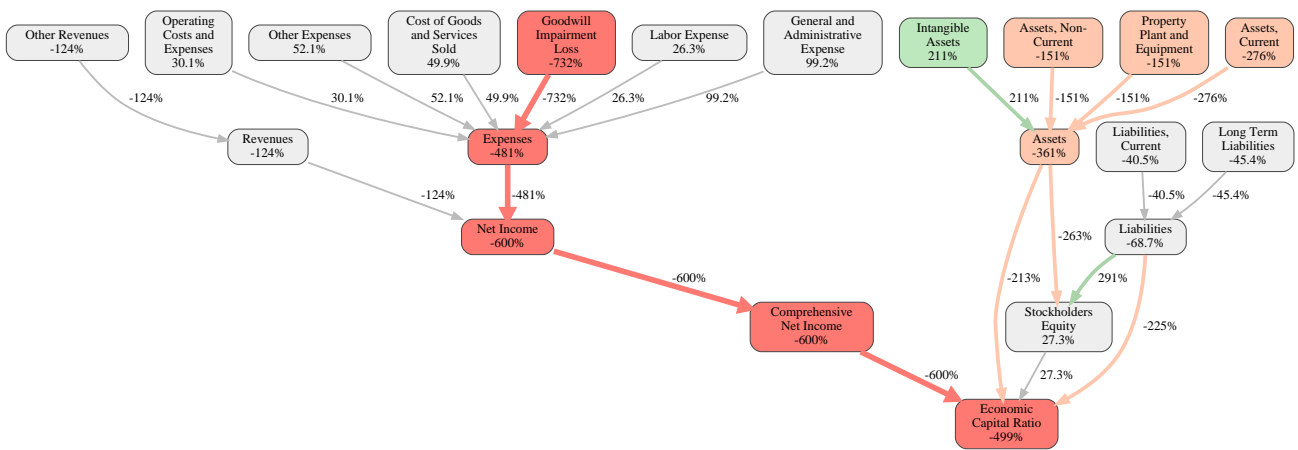 Other Revenues
-124%
Operating
Costs and
Expenses
30.1%
Other Expenses
52.1%
Cost of Goods
and Services
Sold
49.9%
Goodwill
Impairment
Loss
-732%
Labor Expense
26.3%
General and
Administrative
Expense
99.2%
Intangible
Assets
211%
Assets, Non-
Current
-151%
Property
Plant and
Equipment
-151%
Assets,
Current
-276%
-124%
30.1%
52.1%
49.9%
-732%
26.3%
99.2%
211%
-151%
-151%
-276%
Revenues
-124%
Expenses
-481%
Assets
-361%
Liabilities,
Current
-40.5%
Long Term
Liabilities
-45.4%
-124%
-481%
-40.5%
-45.4%
Net Income
-600%
-263%
Liabilities
-68.7%
-600%
-213%
291%
Comprehensive
Net Income
-600%
Stockholders
Equity
27.3%
-225%
-600%
27.3%
Economic
Capital Ratio
-499%